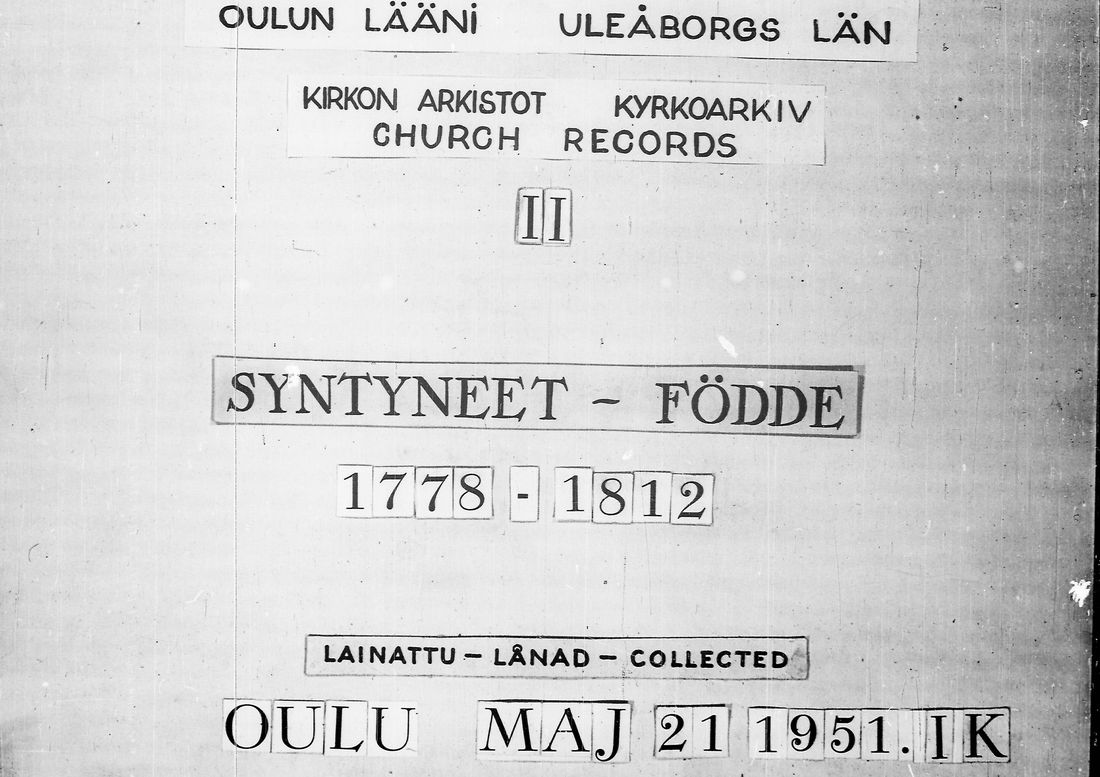 OULUN LÄÄNI ULEÅBORGS LÄN
KIRKON ARKISTOT KYRKOARKIV
CHURCH RECORDS
II
SYNTYNEET - FÖDDE
1778 - 1812
LAINATTU - LÅNAD - COLLECTED
OULU MAJ 21 1951. IK